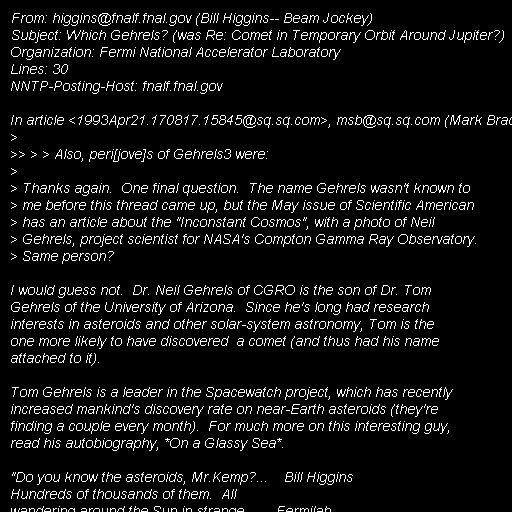 From: higgins@fnalf.fnal.gov (Bill Higgins-- Beam Jockey)
Subject: Which Gehrels? (was Re: Comet in Temporary Orbit Around Jupiter?)
Organization: Fermi National Accelerator Laboratory
Lines: 30
NNTP-Posting-Host: fnalf.fnal.gov

In article <1993Apr21.170817.15845@sq.sq.com>, msb@sq.sq.com (Mark Brad
>
>> > > Also, peri[jove]s of Gehrels3 were:
>
> Thanks again.  One final question.  The name Gehrels wasn't known to
> me before this thread came up, but the May issue of Scientific American
> has an article about the "Inconstant Cosmos", with a photo of Neil
> Gehrels, project scientist for NASA's Compton Gamma Ray Observatory.
> Same person?

I would guess not.  Dr. Neil Gehrels of CGRO is the son of Dr. Tom
Gehrels of the University of Arizona.  Since he's long had research
interests in asteroids and other solar-system astronomy, Tom is the
one more likely to have discovered  a comet (and thus had his name
attached to it).

Tom Gehrels is a leader in the Spacewatch project, which has recently
increased mankind's discovery rate on near-Earth asteroids (they're
finding a couple every month).  For much more on this interesting guy,
read his autobiography, *On a Glassy Sea*.

"Do you know the asteroids, Mr.Kemp?...    Bill Higgins
Hundreds of thousands of them.  All
wandering around the Sun in strange        Fermilab